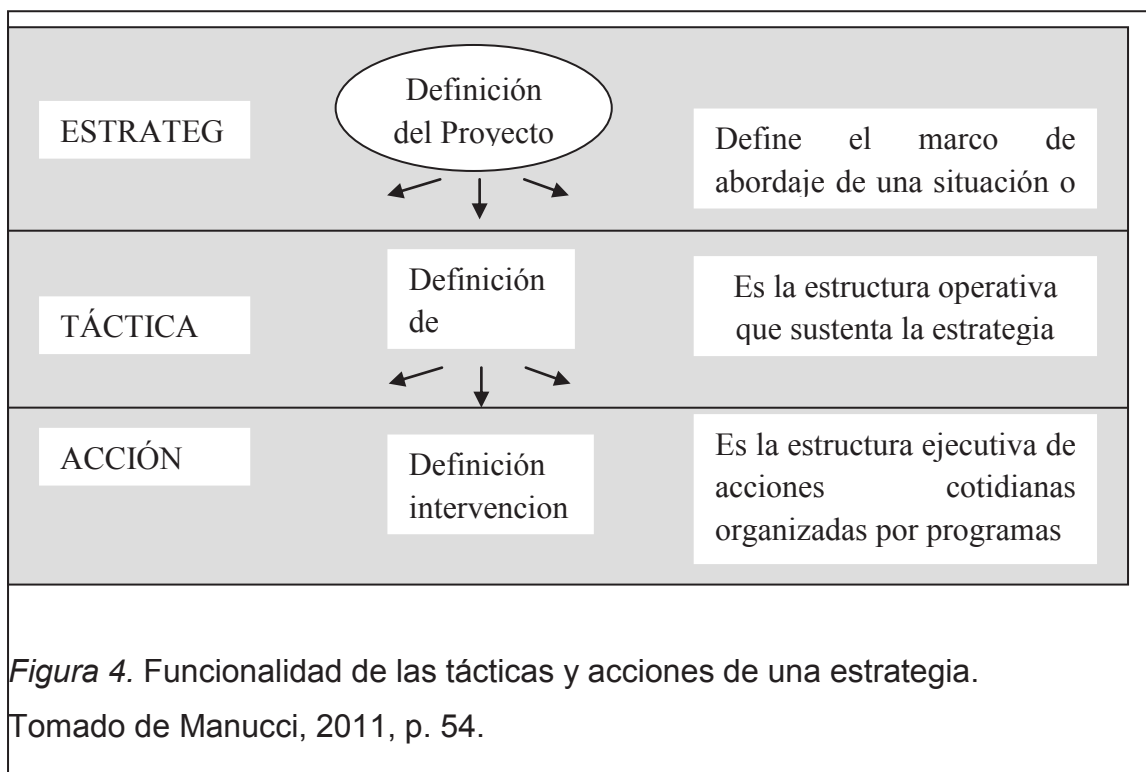 ESTRATEG
Definición
del Proyecto
Define el marco de
abordaje de una situación o
TÁCTICA
Definición
de
Es la estructura operativa
que sustenta la estrategia
ACCIÓN
Definición
intervencion
Es la estructura ejecutiva de
acciones cotidianas
organizadas por programas
Figura 4. Funcionalidad de las tácticas y acciones de una estrategia.
Tomado de Manucci, 2011, p. 54.